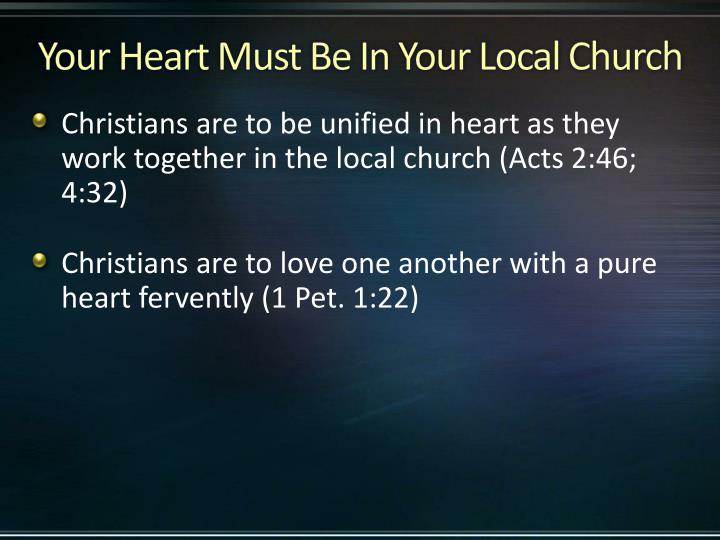 Your Heart Must Be In Your Local Church
Christians are to be unified in heart as they
work together in the local church (Acts 2:46;
4:32)
Christians are to love one another with a pure
heart fervently (1 Pet. 1:22)